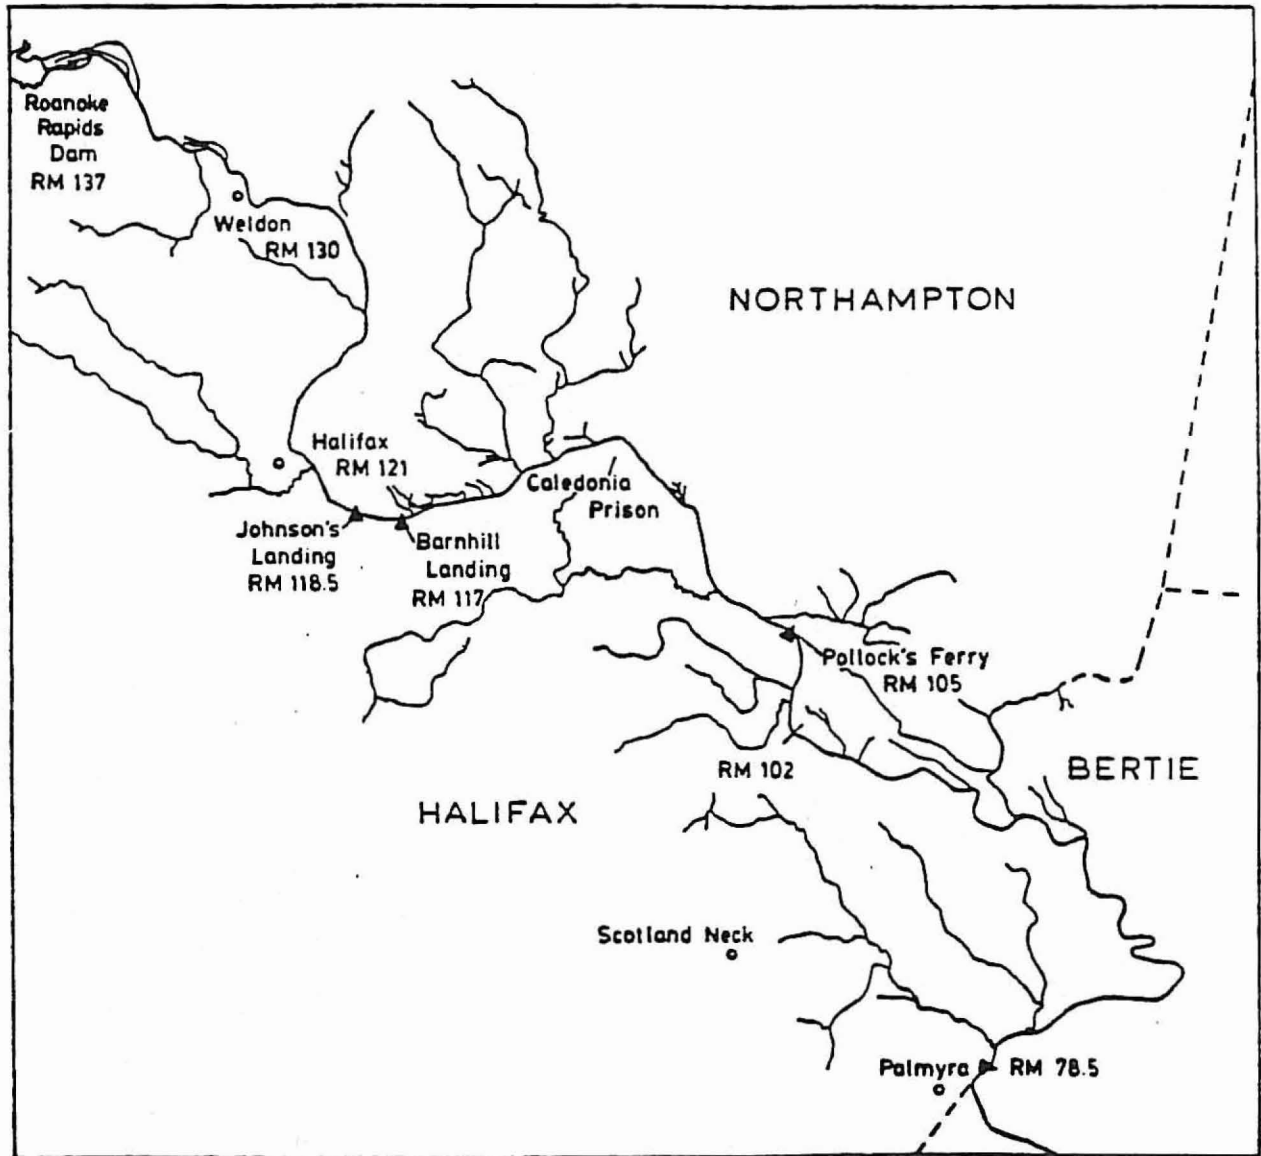 Roanoke
Rapids
Dam
RM 137
Weldon
RM 130
NORTHAMPTON
Halifax
RM 121
Caledonia
Prison
Johnson's
Landing
RM 118.5
Barnhill
Landing
RM 117
Pollock's Ferry
RM 105
RM 102
BERTIE
HALIFAX
Scotland Neck
Palmyra
RM 78.5